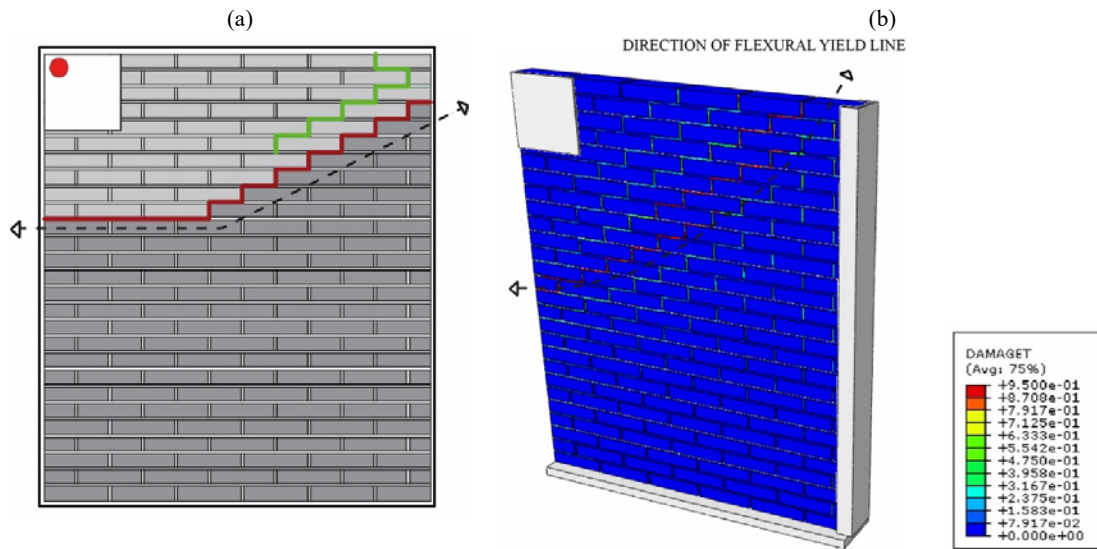 (a)
(b)
DIRECTION OF FLEXURAL YIELD LINE
DAMAGET
(Avg: 75%)
+9.500e-01
+8.708e-01
+7.917e-01
+7.125e-01
+6.333e-01
+5.542e-01
+4.750e-01
+3.958e-01
+3.167e-01
+2.375e-01
+1.583e-01
+7.917e-02
+0.000e+00